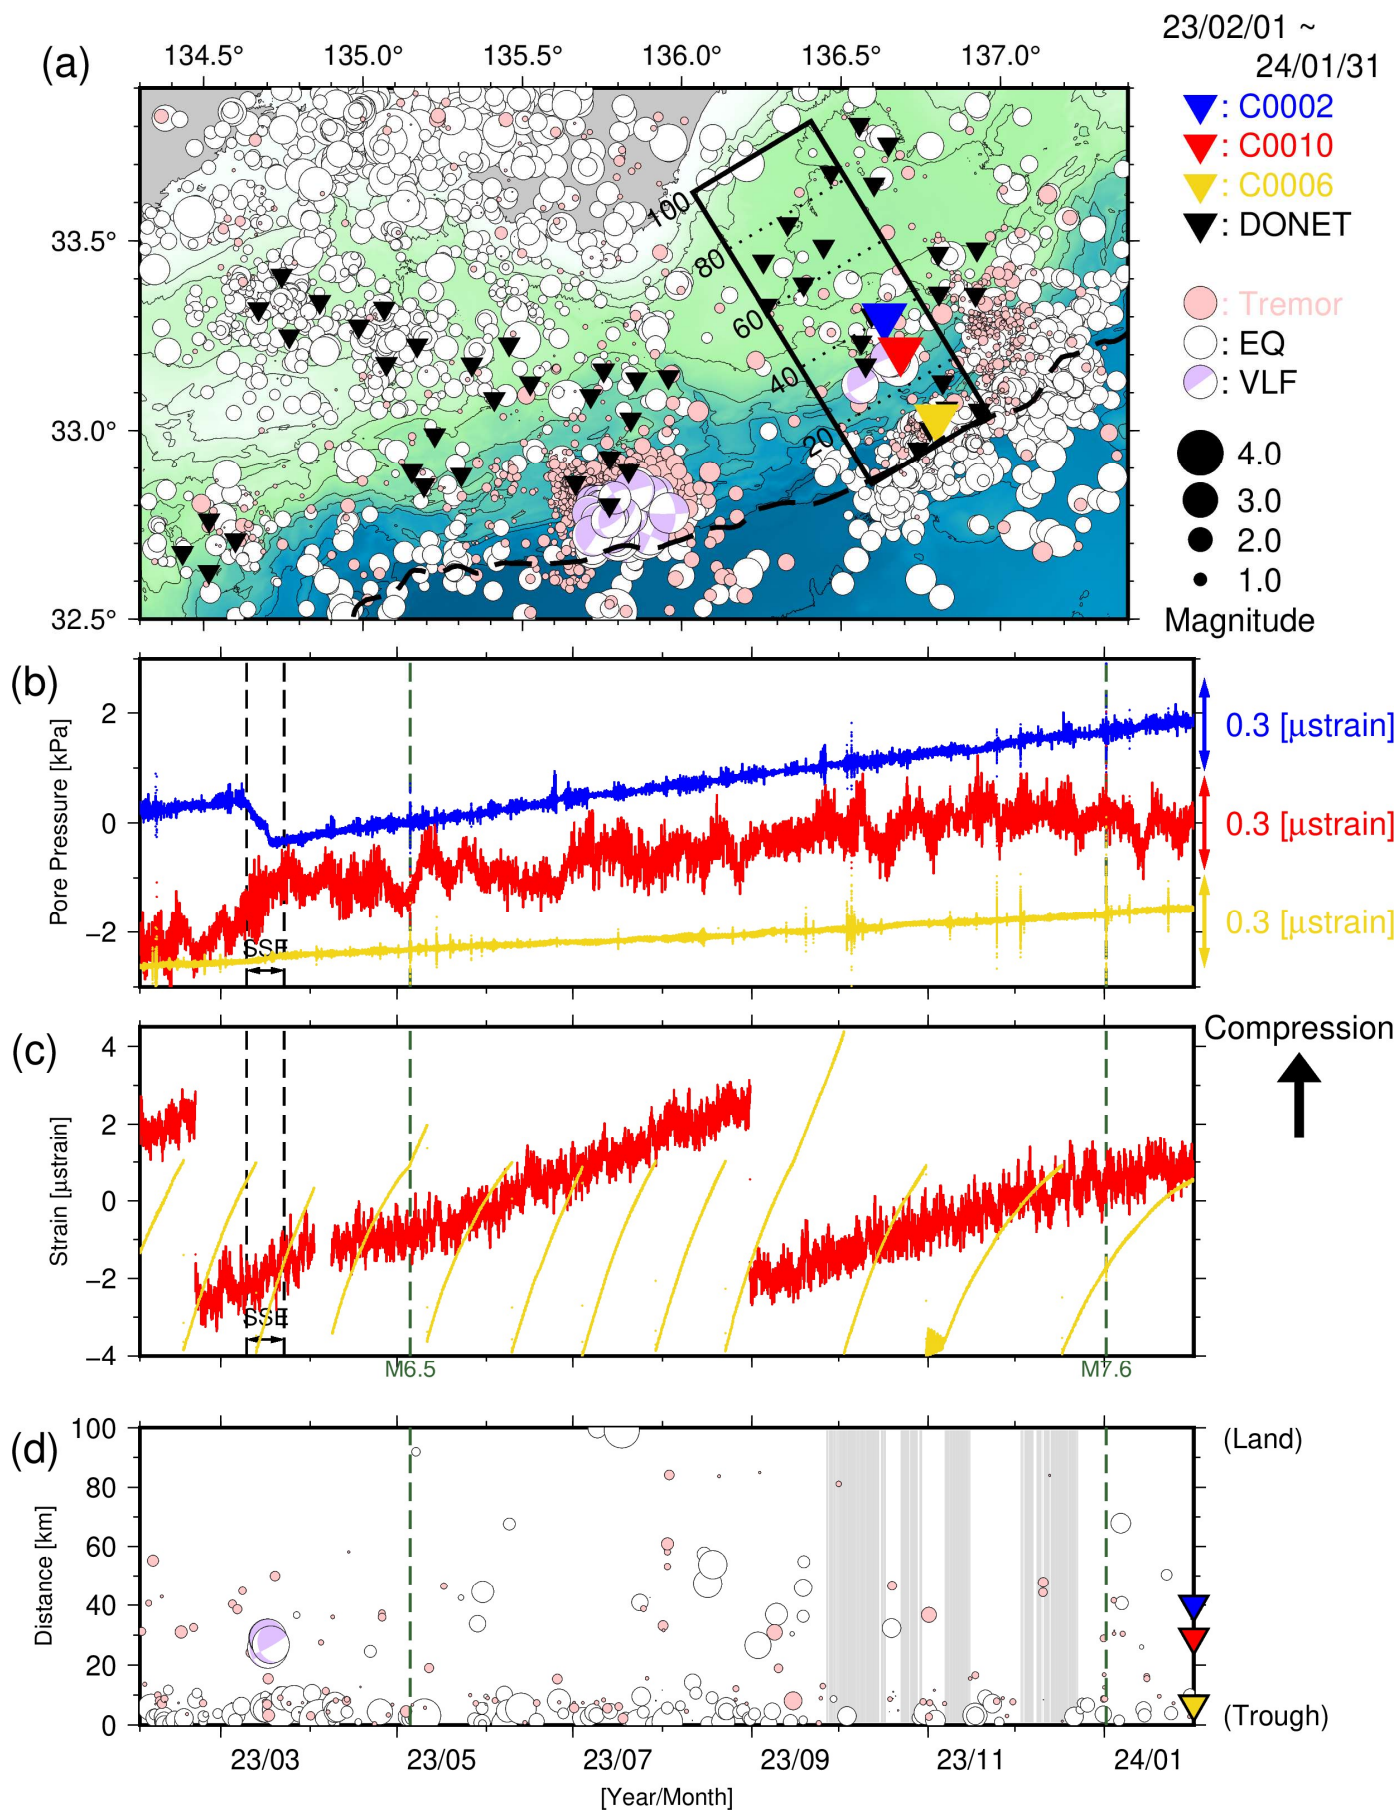 (a)
134.5° 135.0° 135.5° 136.0° 136.5° 137.0°
33.5°
33.0°
32.5°
100
80
60
40
20
23/02/01 ~
24/01/31
: C0002
: C0010
: C0006
: DONET
: Tremor
: EQ
: VLF
4.0
3.0
2.0
1.0
Magnitude
(b)
Pore Pressure [kPa]
2
0
−2
SSE
0.3 [μstrain]
0.3 [μstrain]
0.3 [μstrain]
(c)
Strain [μstrain]
4
2
0
−2
−4
SSE
M6.5
M7.6
Compression
(d)
Distance [km]
100
80
60
40
20
0
(Land)
(Trough)
23/03 23/05 23/07 23/09 23/11 24/01
[Year/Month]